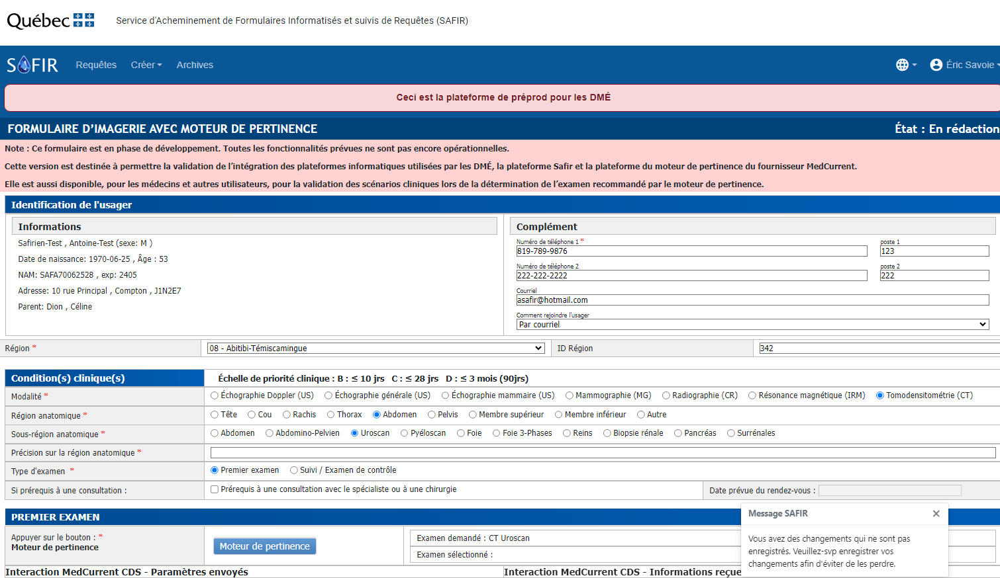 Québec
Service d'Acheminement de Formulaires Informatisés et suivis de Requêtes (SAFIR)
SAFIR Requêtes Créer Archives Éric Savoie
Ceci est la plateforme de préprod pour les DMÉ
FORMULAIRE D'IMAGERIE AVEC MOTEUR DE PERTINENCE État : En rédaction
Note : Ce formulaire est en phase de développement. Toutes les fonctionnalités prévues ne sont pas encore opérationnelles.
Cette version est destinée à permettre la validation de l'intégration des plateformes informatiques utilisées par les DMÉ, la plateforme Safir et la plateforme du moteur de pertinence du fournisseur MedCurrent.
Elle est aussi disponible, pour les médecins et autres utilisateurs, pour la validation des scénarios cliniques lors de la détermination de l'examen recommandé par le moteur de pertinence.
Identification de l'usager
Informations
Safirien-Test , Antoine-Test (sexe: M )
Date de naissance: 1970-06-25 , Âge : 53
NAM: SAFA70062528 , exp: 2405
Adresse: 10 rue Principal , Compton , J1N2E7
Parent: Dion , Céline
Complément
Numéro de téléphone 1 * poste 1
819-789-9876 123
Numéro de téléphone 2 poste 2
222-222-2222 222
Courriel
asafir@hotmail.com
Comment rejoindre l'usager
Par courriel
Région * 08 - Abitibi-Témiscamingue ID Région 342
Condition(s) clinique(s) Échelle de priorité clinique : B : ≤ 10 jrs C : ≤ 28 jrs D : ≤ 3 mois (90jrs)
Modalité * Échographie Doppler (US) Échographie générale (US) Échographie mammaire (US) Mammographie (MG) Radiographie (CR) Résonance magnétique (IRM) Tomodensitométrie (CT)
Région anatomique * Tête Cou Rachis Thorax Abdomen Pelvis Membre supérieur Membre inférieur Autre
Sous-région anatomique * Abdomen Abdomino-Pelvien Uroscan Pyéloscan Foie Foie 3-Phases Reins Biopsie rénale Pancréas Surrénales
Précision sur la région anatomique *
Type d'examen * Premier examen Suivi / Examen de contrôle
Si prérequis à une consultation : Prérequis à une consultation avec le spécialiste ou à une chirurgie Date prévue du rendez-vous :
PREMIER EXAMEN
Appuyer sur le bouton : *
Moteur de pertinence
Moteur de pertinence
Examen demandé : CT Uroscan
Examen sélectionné :
Message SAFIR ×
Vous avez des changements qui ne sont pas
enregistrés. Veuillez-svp enregistrer vos
changements afin d'éviter de les perdre.
Interaction MedCurrent CDS - Paramètres envoyés Interaction MedCurrent CDS - Informations reçue